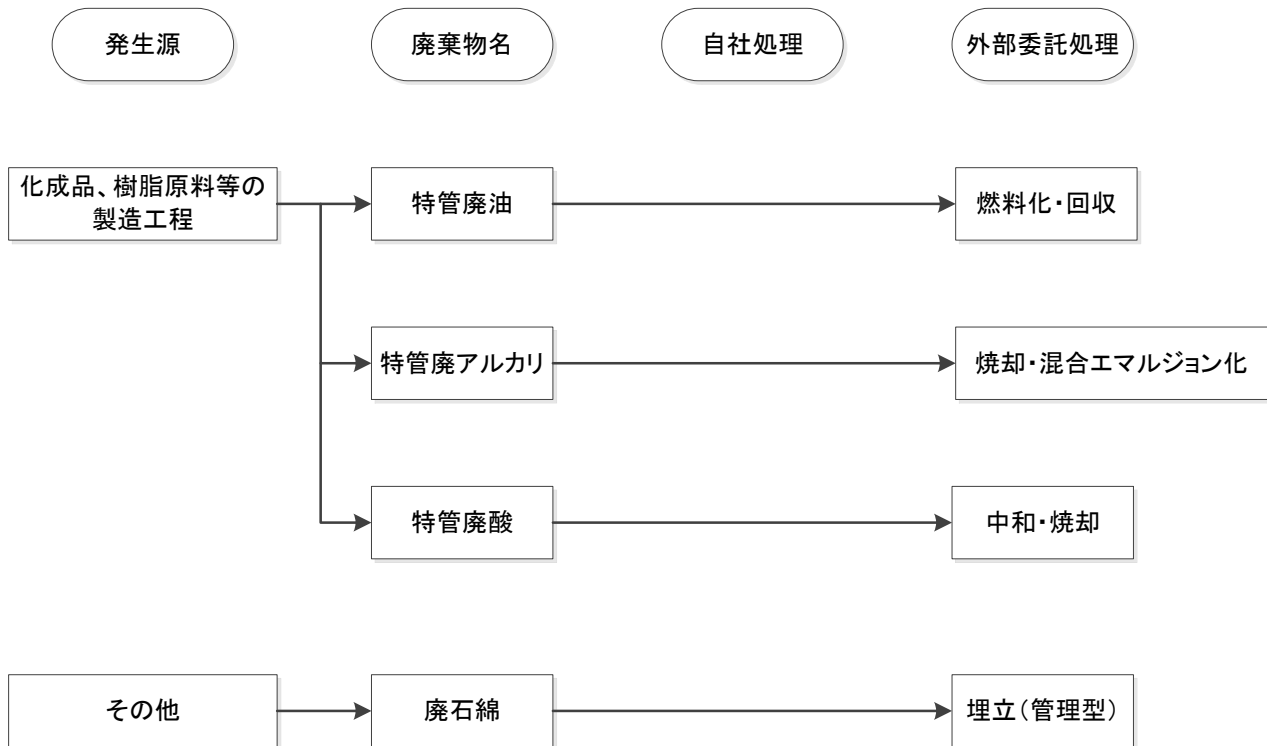 発生源
廃棄物名
自社処理
外部委託処理
化成品、樹脂原料等の
製造工程
特管廃油
燃料化・回収
特管廃アルカリ
焼却・混合エマルジョン化
特管廃酸
中和・焼却
その他
廃石綿
埋立(管理型)